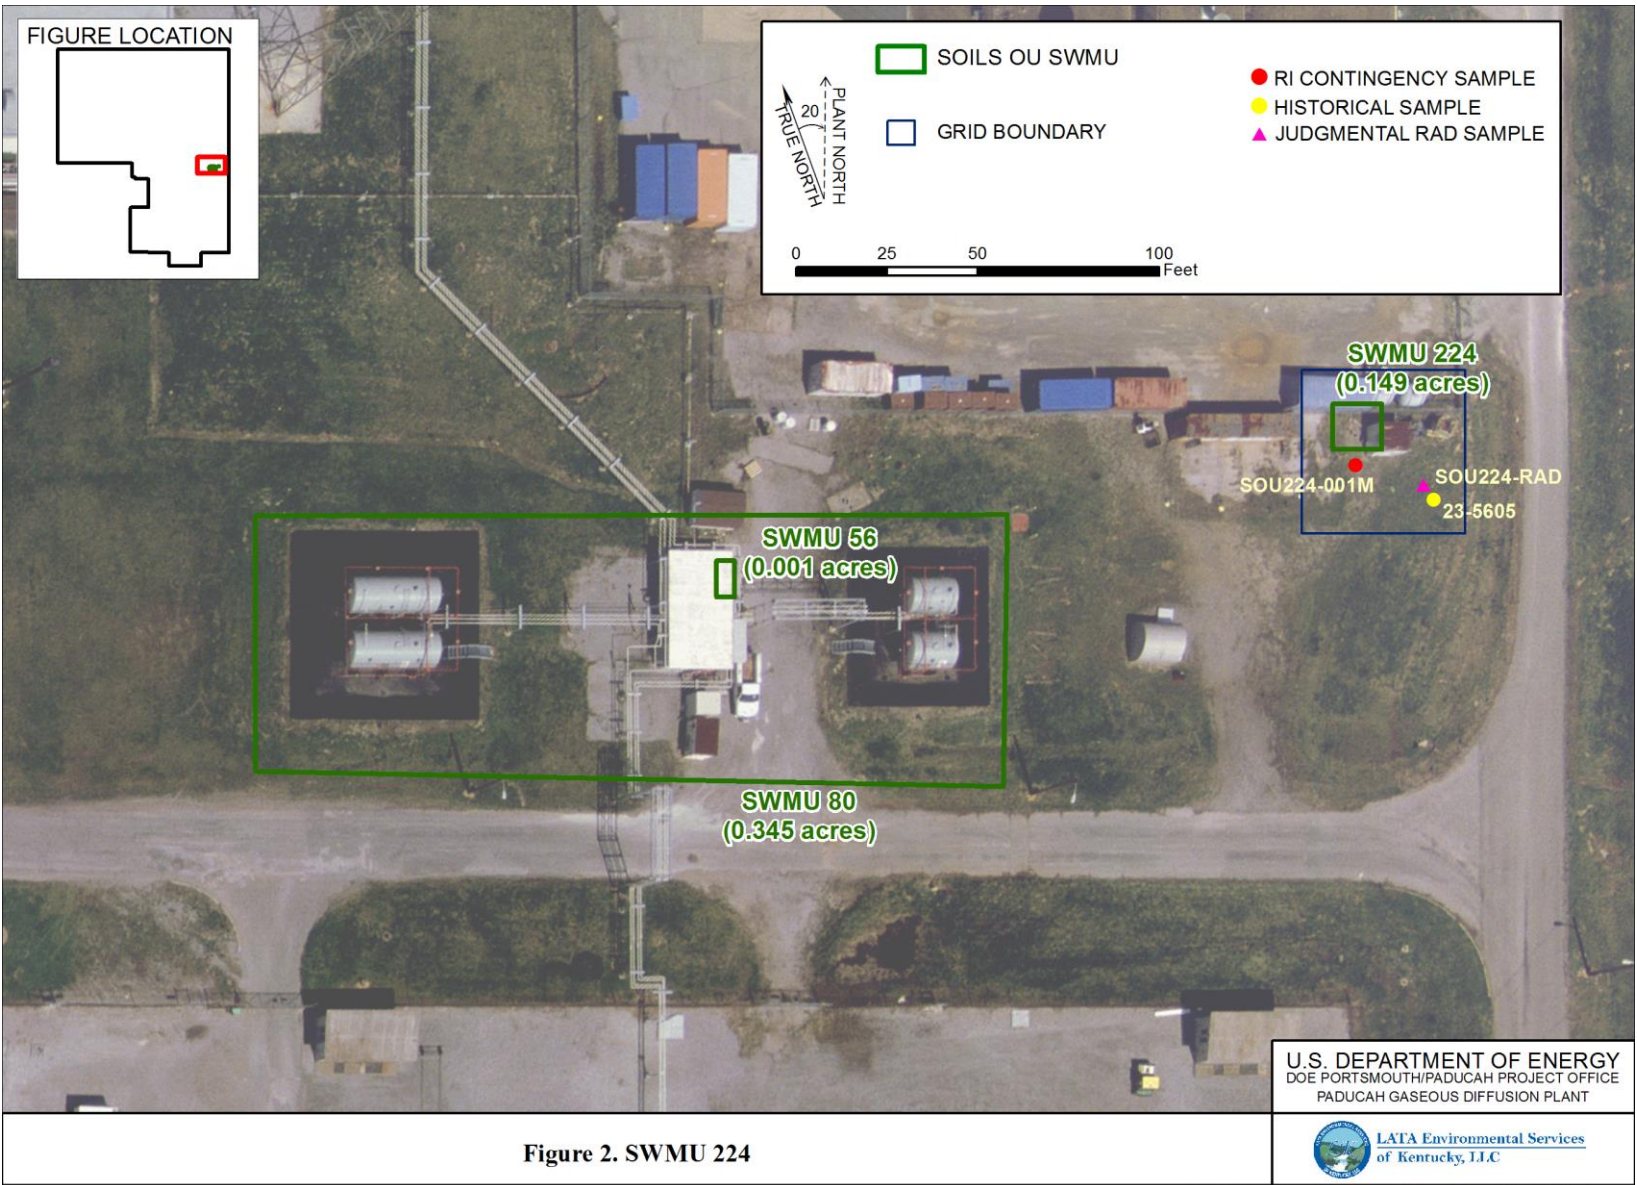 FIGURE LOCATION
SOILS OU SWMU
GRID BOUNDARY
RI CONTINGENCY SAMPLE
HISTORICAL SAMPLE
JUDGMENTAL RAD SAMPLE
20
TRUE NORTH
PLANT NORTH
0 25 50 100
Feet
SWMU 224
(0.149 acres)
SOU224-001M
SOU224-RAD
23-5605
SWMU 56
(0.001 acres)
SWMU 80
(0.345 acres)
U.S. DEPARTMENT OF ENERGY
DOE PORTSMOUTH/PADUCAH PROJECT OFFICE
PADUCAH GASEOUS DIFFUSION PLANT
Figure 2. SWMU 224
LATA Environmental Services
of Kentucky, LLC